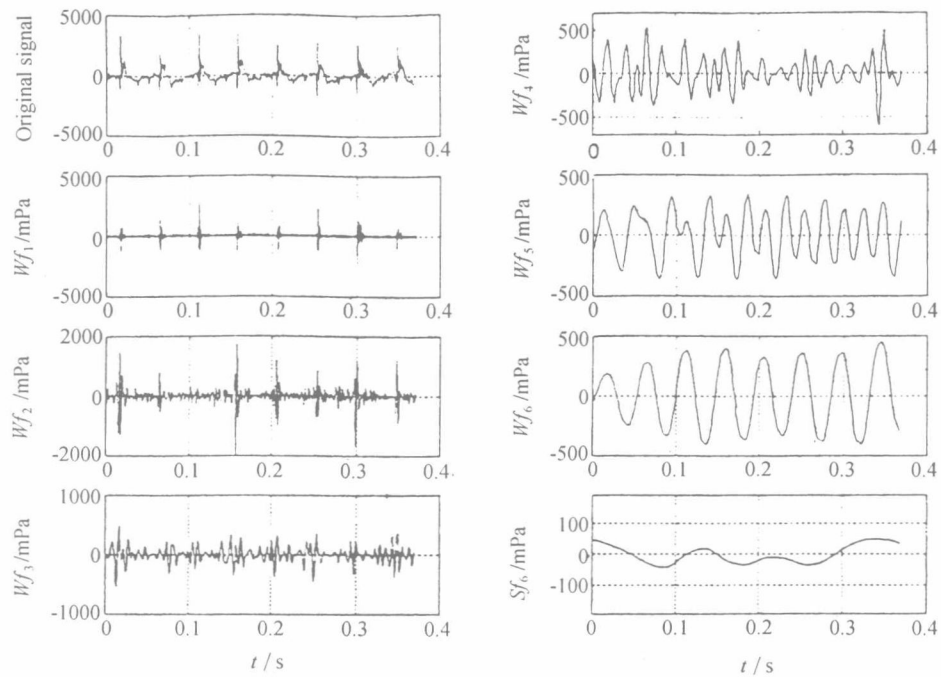 Original signal
5000
0
-5000
0 0.1 0.2 0.3 0.4
Wf₁ /mPa
5000
0
-5000
0 0.1 0.2 0.3 0.4
Wf₂ /mPa
2000
0
2000
0 0.1 0.2 0.3 0.4
Wf₃ /mPa
1000
0
-1000
0 0.1 0.2 0.3 0.4
t / s
Wf₄ /mPa
500
0
-500
0 0.1 0.2 0.3 0.4
Wf₅ /mPa
500
0
-500
0 0.1 0.2 0.3 0.4
Wf₆ /mPa
500
0
-500
0 0.1 0.2 0.3 0.4
Sf₆ /mPa
100
0
-100
0 0.1 0.2 0.3 0.4
t / s